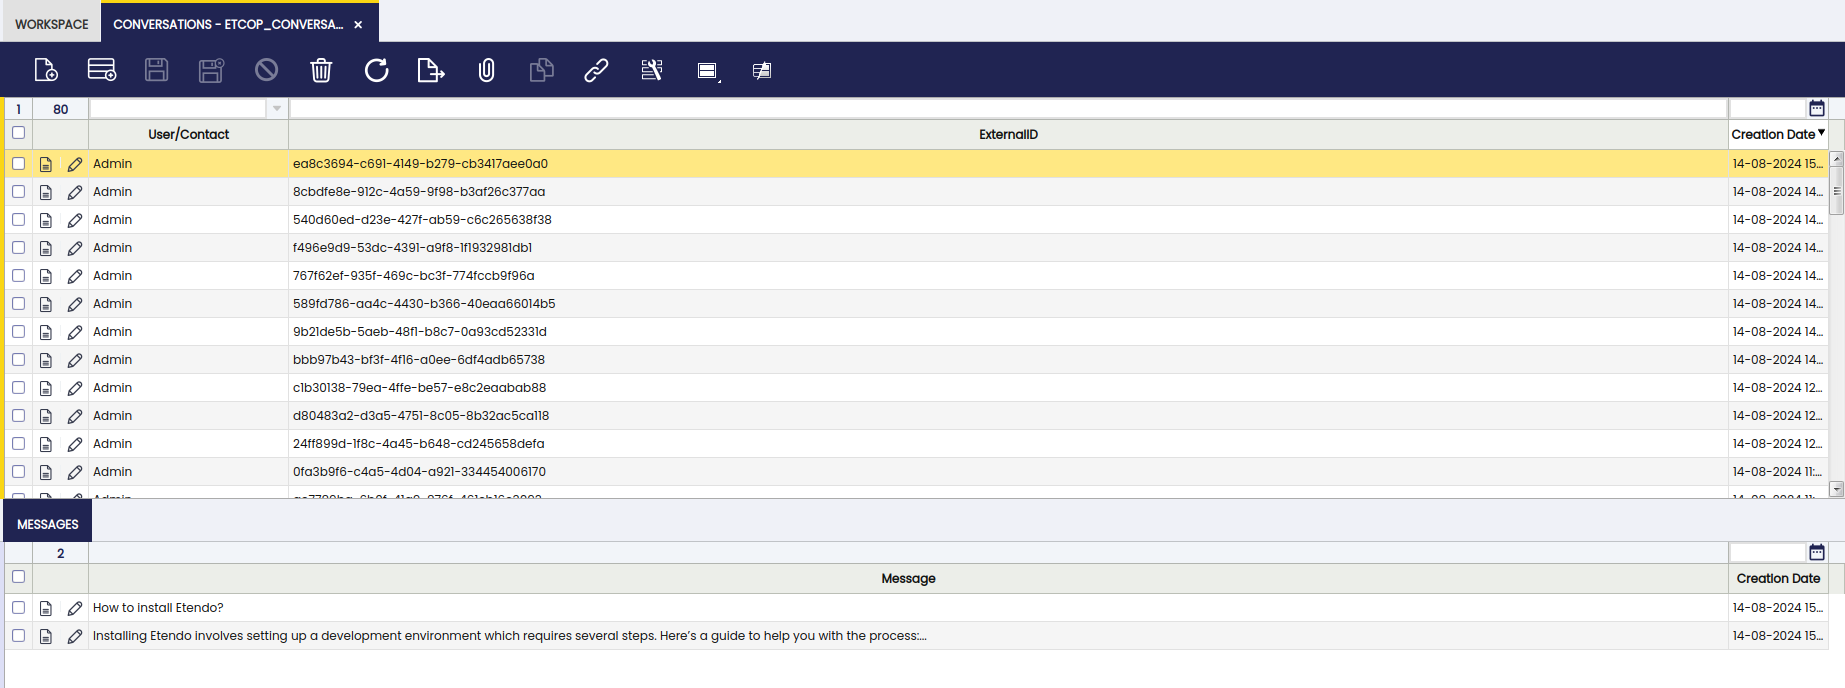 WORKSPACE CONVERSATIONS - ETCOP_CONVERSA...
1 80
User/Contact ExternalID Creation Date
Admin ea8c3694-c691-4149-b279-cb3417aee0a0 14-08-2024 15...
Admin 8cbdfe8e-912c-4a59-9f98-b3af26c377aa 14-08-2024 14...
Admin 540d60ed-d23e-427f-ab59-c6c265638f38 14-08-2024 14...
Admin f496e9d9-53dc-4391-a9f8-1f1932981db1 14-08-2024 14...
Admin 767f62ef-935f-469c-bc3f-774fccb9f96a 14-08-2024 14...
Admin 589fd786-aa4c-4430-b366-40eaa66014b5 14-08-2024 14...
Admin 9b21de5b-5aeb-48f1-b8c7-0a93cd52331d 14-08-2024 14...
Admin bbb97b43-bf3f-4f16-a0ee-6df4adb65738 14-08-2024 14...
Admin c1b30138-79ea-4ffe-be57-e8c2eaabab88 14-08-2024 12...
Admin d80483a2-d3a5-4751-8c05-8b32ac5ca118 14-08-2024 12...
Admin 24ff899d-1f8c-4a45-b648-cd245658defa 14-08-2024 12...
Admin 0fa3b9f6-c4a5-4d04-a921-334454006170 14-08-2024 11:...
Admin
MESSAGES
2
Message Creation Date
How to install Etendo? 14-08-2024 15...
Installing Etendo involves setting up a development environment which requires several steps. Here's a guide to help you with the process:... 14-08-2024 15...